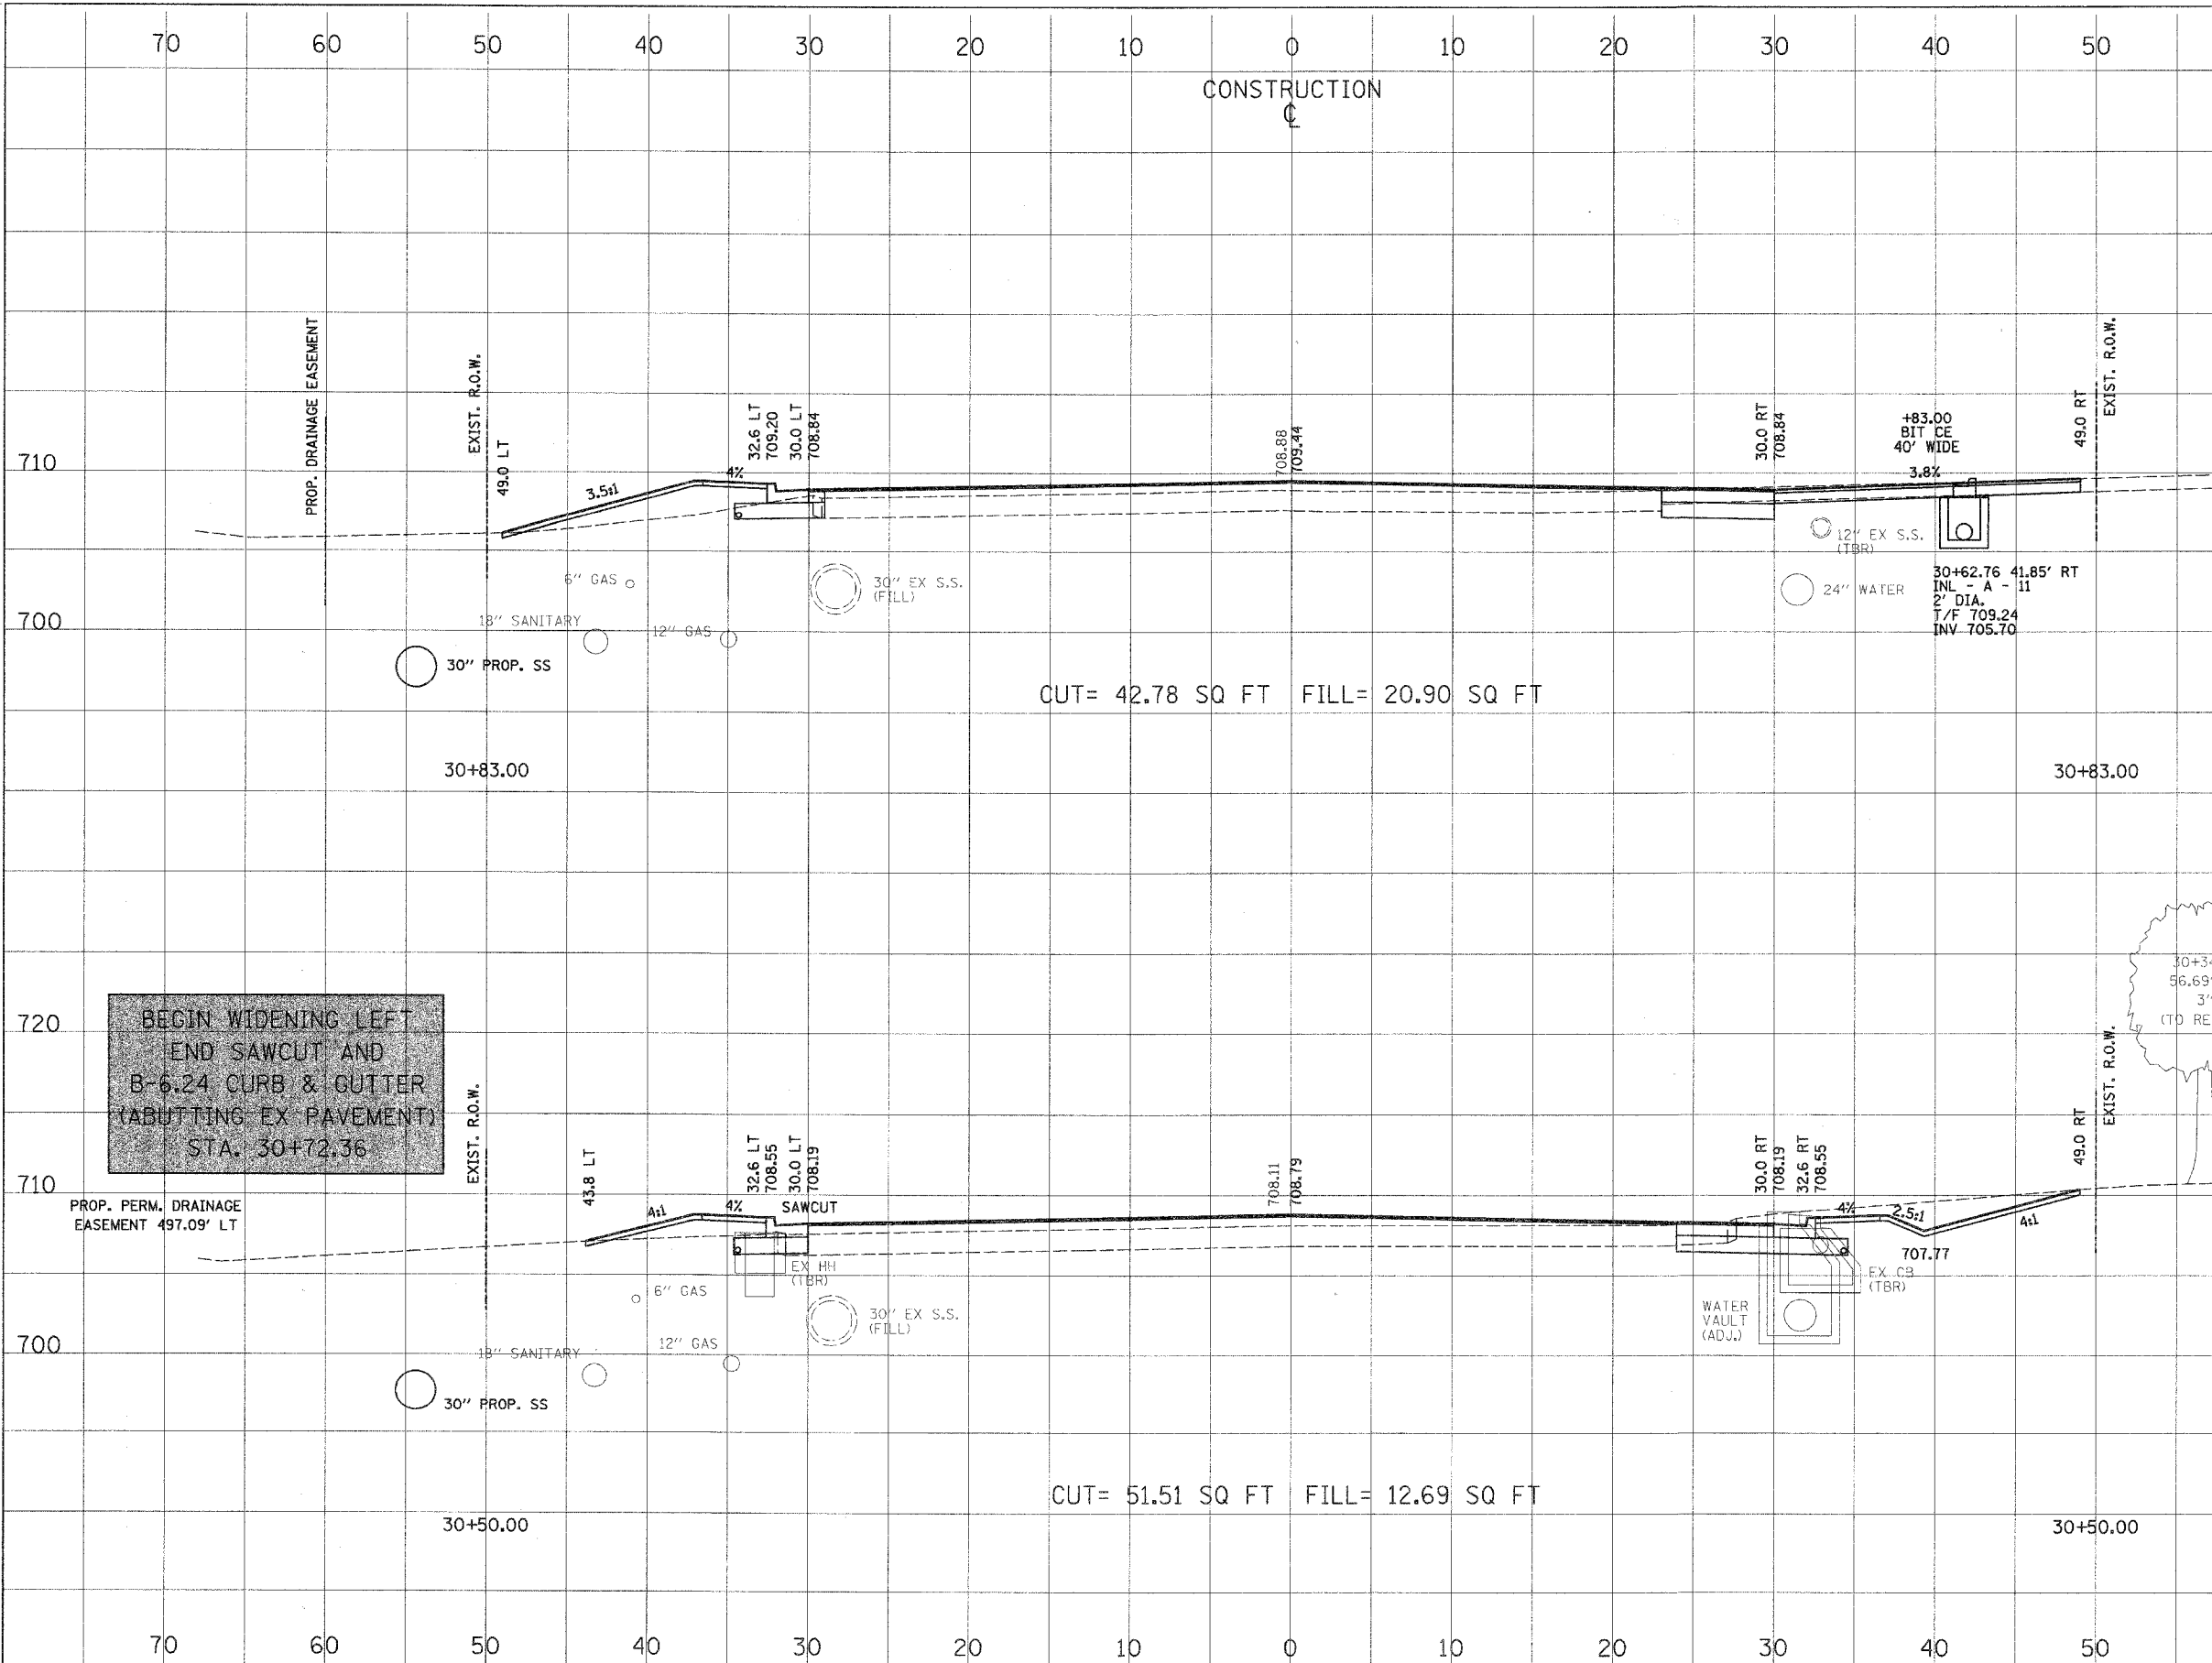 70 60 50 40 30 20 10 0 10 20 30 40 50
CONSTRUCTION
℄
PROP. DRAINAGE EASEMENT
EXIST. R.O.W.
49.0 LT
3.5:1
4%
32.6 LT
709.20
30.0 LT
708.84
708.88
709.44
30.0 RT
708.84
+83.00
BIT CE
40' WIDE
3.8%
49.0 RT
EXIST. R.O.W.
710
6" GAS
30" EX S.S.
(FILL)
12" EX S.S.
(TBR)
24" WATER
30+62.76 41.85' RT
INL - A - 11
2' DIA.
T/F 709.24
INV 705.70
700
18" SANITARY
12" GAS
30" PROP. SS
CUT= 42.78 SQ FT FILL= 20.90 SQ FT
30+83.00
30+83.00
30+34
56.69'
3"
(TO RE
720
BEGIN WIDENING LEFT
END SAWCUT AND
B-6.24 CURB & GUTTER
(ABUTTING EX PAVEMENT)
STA. 30+72.36
EXIST. R.O.W.
43.8 LT
4:1
4%
32.6 LT
708.55
30.0 LT
708.19
SAWCUT
708.11
708.79
30.0 RT
708.19
32.6 RT
708.55
4%
2.5:1
4:1
707.77
49.0 RT
EXIST. R.O.W.
710
PROP. PERM. DRAINAGE
EASEMENT 497.09' LT
EX HH
(TBR)
6" GAS
30" EX S.S.
(FILL)
WATER
VAULT
(ADJ.)
EX CB
(TBR)
700
18" SANITARY
12" GAS
30" PROP. SS
CUT= 51.51 SQ FT FILL= 12.69 SQ FT
30+50.00
30+50.00
70 60 50 40 30 20 10 0 10 20 30 40 50